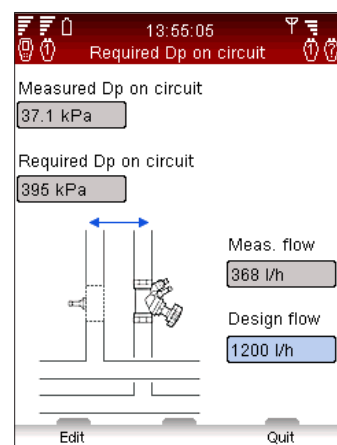 13:55:05
Required Dp on circuit
Measured Dp on circuit
37.1 kPa
Required Dp on circuit
395 kPa
Meas. flow
368 l/h
Design flow
1200 l/h
Edit
Quit